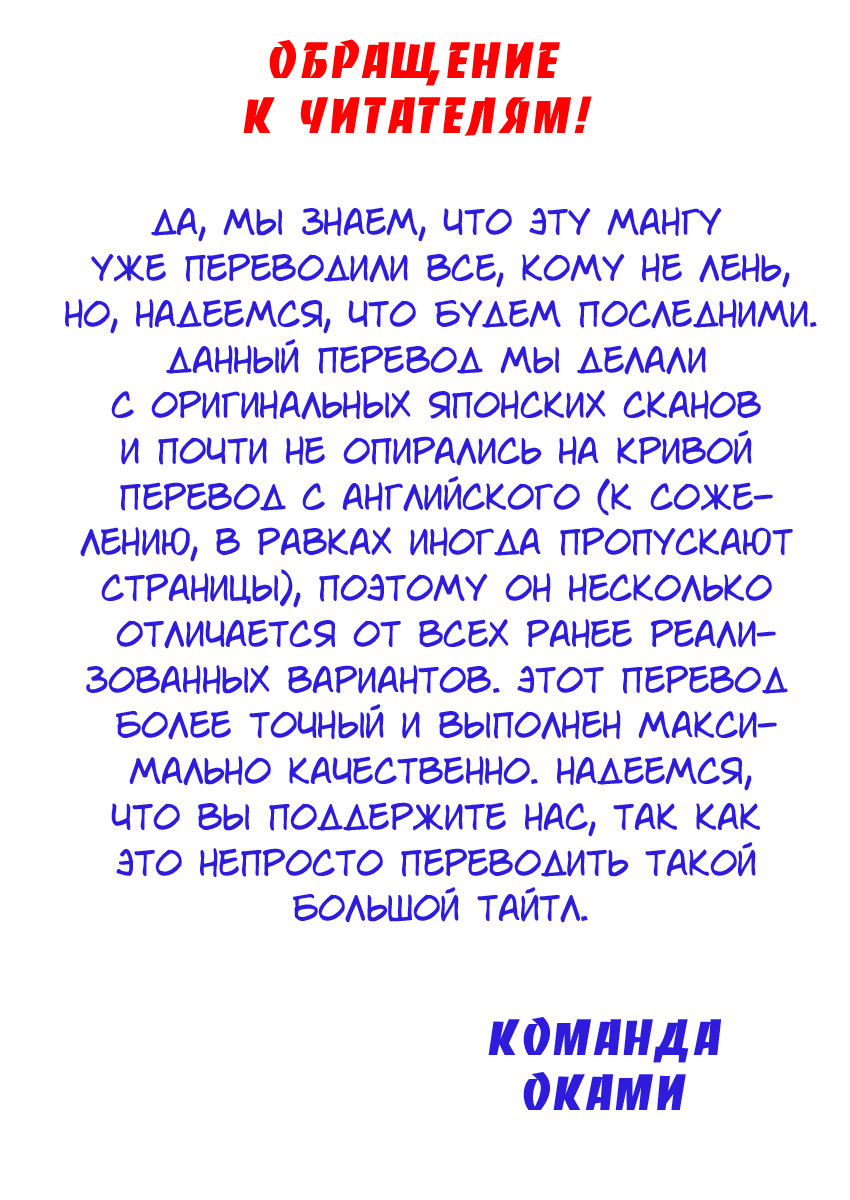 ОБРАЩЕНИЕ
К ЧИТАТЕЛЯМ!
ДА, МЫ ЗНАЕМ, ЧТО ЭТУ МАНГУ
УЖЕ ПЕРЕВОДИЛИ ВСЕ, КОМУ НЕ ЛЕНЬ,
НО, НАДЕЕМСЯ, ЧТО БУДЕМ ПОСЛЕДНИМИ.
ДАННЫЙ ПЕРЕВОД МЫ ДЕЛАЛИ
С ОРИГИНАЛЬНЫХ ЯПОНСКИХ СКАНОВ
И ПОЧТИ НЕ ОПИРАЛИСЬ НА КРИВОЙ
ПЕРЕВОД С АНГЛИЙСКОГО (К СОЖЕ-
ЛЕНИЮ, В РАВКАХ ИНОГДА ПРОПУСКАЮТ
СТРАНИЦЫ), ПОЭТОМУ ОН НЕСКОЛЬКО
ОТЛИЧАЕТСЯ ОТ ВСЕХ РАНЕЕ РЕАЛИ-
ЗОВАННЫХ ВАРИАНТОВ. ЭТОТ ПЕРЕВОД
БОЛЕЕ ТОЧНЫЙ И ВЫПОЛНЕН МАКСИ-
МАЛЬНО КАЧЕСТВЕННО. НАДЕЕМСЯ,
ЧТО ВЫ ПОДДЕРЖИТЕ НАС, ТАК КАК
ЭТО НЕПРОСТО ПЕРЕВОДИТЬ ТАКОЙ
БОЛЬШОЙ ТАЙТЛ.
КОМАНДА
ОКАМИ